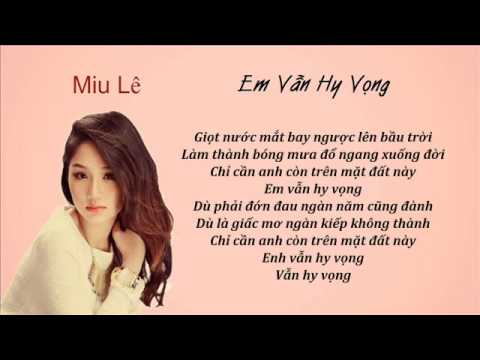 Miu Lê
Em Vẫn Hy Vọng
Giọt nước mắt bay ngược lên bầu trời
Làm thành bóng mưa đổ ngang xuống đời
Chỉ cần anh còn trên mặt đất này
Em vẫn hy vọng
Dù phải đớn đau ngàn năm cũng đành
Dù là giấc mơ ngàn kiếp không thành
Chỉ cần anh còn trên mặt đất này
Enh vẫn hy vọng
Vẫn hy vọng